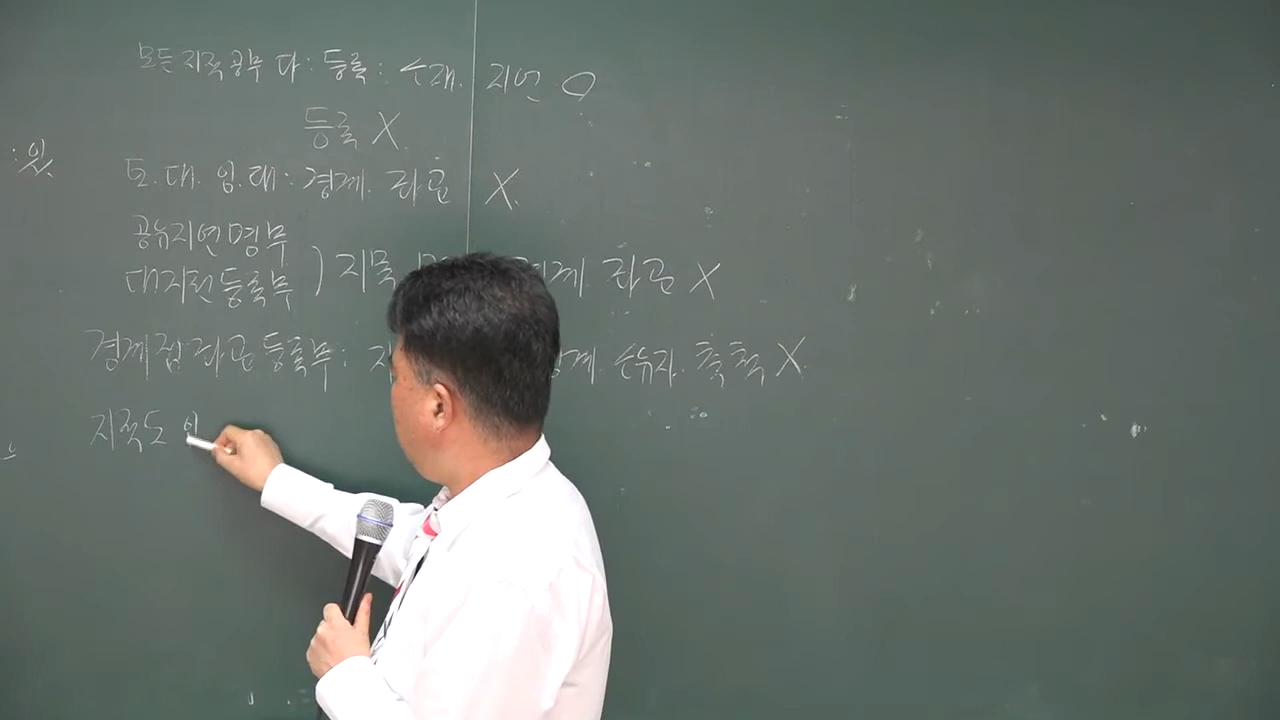 모든 지적공부 다 : 등록 : 소재. 지번 O
등록 X.
토.대. 임.대 : 경계. 좌표 X.
공유지연명부
대지권등록부 ) 지목 경계. 좌표 X
경계점좌표등록부 : 지 경계. 소유자. 축척 X.
지적도 임